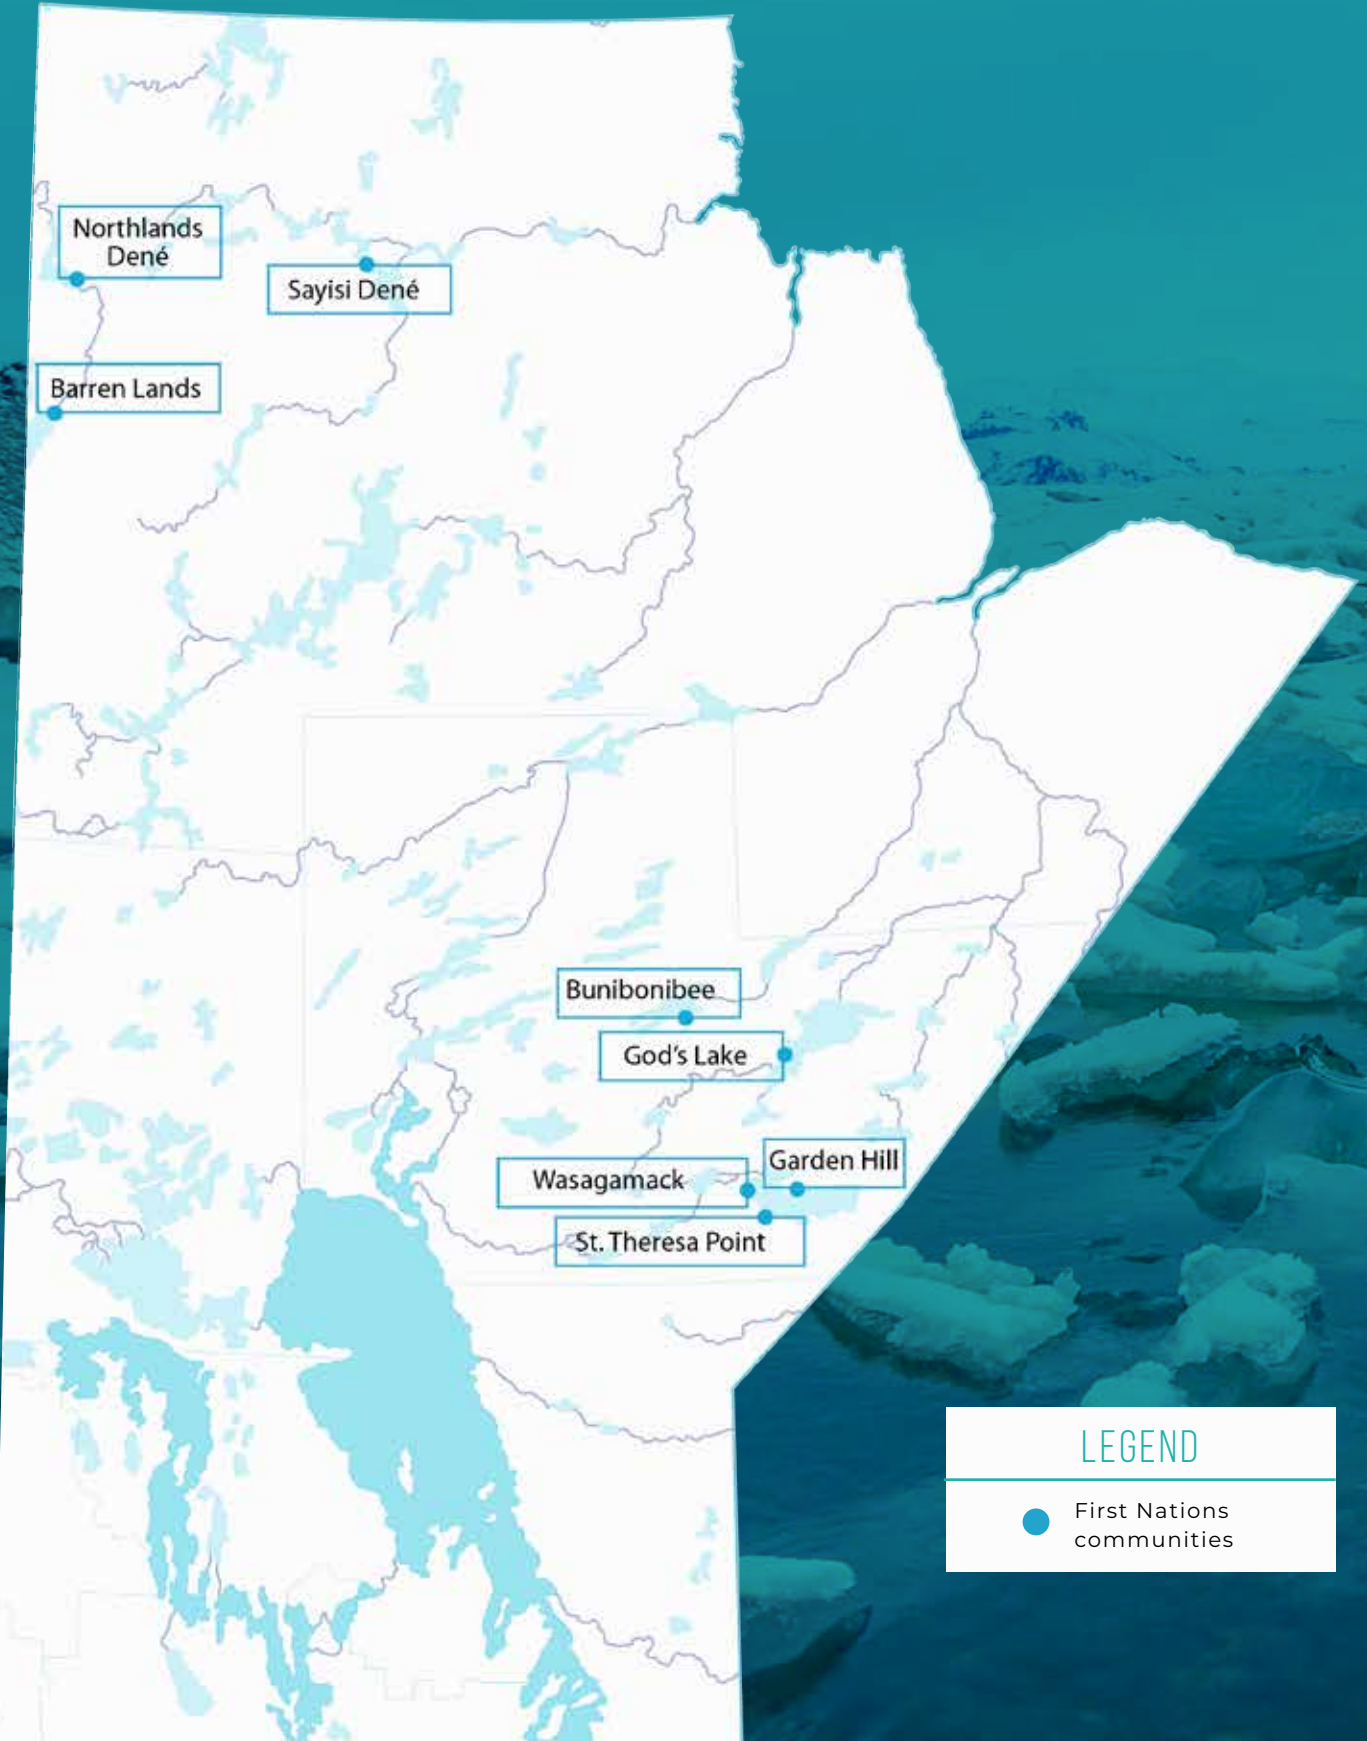 Northlands
Dené
Sayisi Dené
Barren Lands
Bunibonibee
God's Lake
Garden Hill
Wasagamack
St. Theresa Point
LEGEND
First Nations
communities